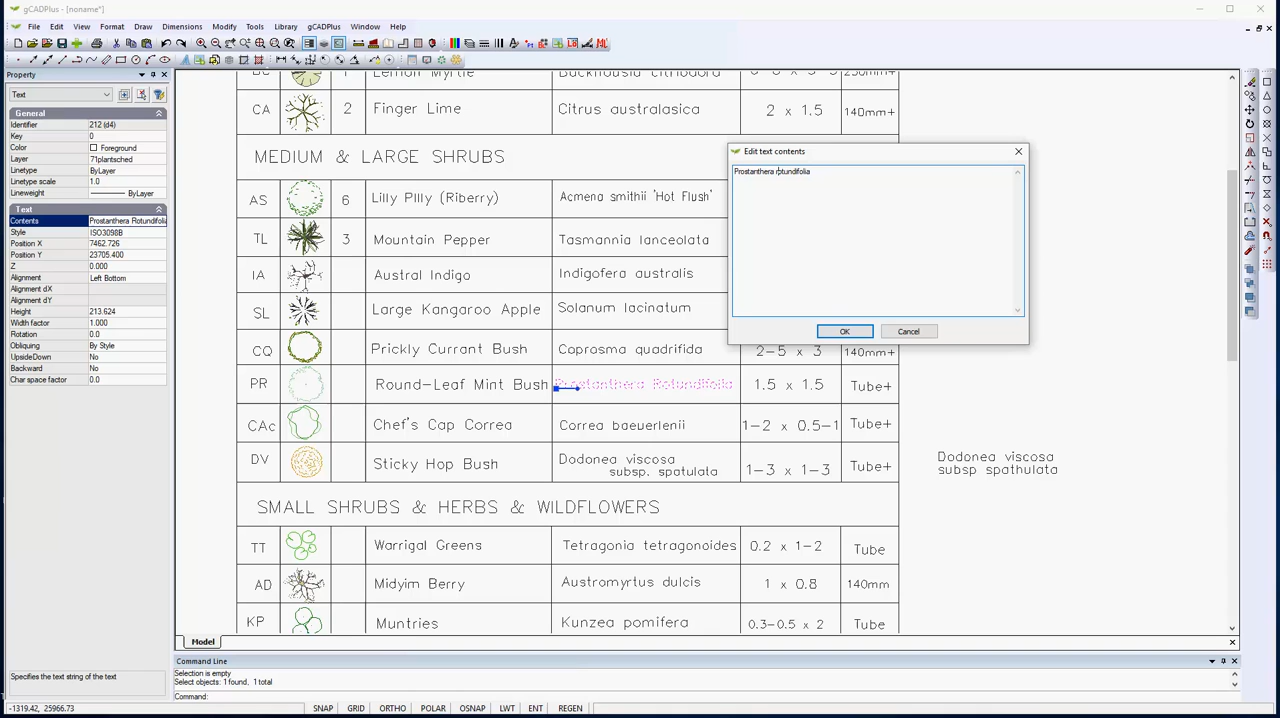 gCADPlus - [noname*]
File Edit View Format Draw Dimensions Modify Tools Library gCADPlus Window Help
Property
Text
General
Identifier 212 (d4)
Key 0
Color Foreground
Layer 71plantsched
Linetype ByLayer
Linetype scale 1.0
Lineweight ByLayer
Text
Contents Prostanthera Rotundifolia
Style ISO3098B
Position X 7462.726
Position Y 23705.400
Z 0.000
Alignment Left Bottom
Alignment dX
Alignment dY
Height 213.624
Width factor 1.000
Rotation 0.0
Obliquing By Style
UpsideDown No
Backward No
Char space factor 0.0
Specifies the text string of the text
1 Lemon Myrtle Backhousia citriodora
CA 2 Finger Lime Citrus australasica 2 x 1.5 140mm+
MEDIUM & LARGE SHRUBS
AS 6 Lilly Pilly (Riberry) Acmena smithii 'Hot Flush'
TL 3 Mountain Pepper Tasmannia lanceolata
IA Austral Indigo Indigofera australis
SL Large Kangaroo Apple Solanum lacinatum
CQ Prickly Currant Bush Coprosma quadrifida 2-5 x 3 140mm+
PR Round-Leaf Mint Bush Prostanthera Rotundifolia 1.5 x 1.5 Tube+
CAc Chef's Cap Correa Correa baeuerlenii 1-2 x 0.5-1 Tube+
DV Sticky Hop Bush Dodonea viscosa
subsp. spatulata 1-3 x 1-3 Tube+
Dodonea viscosa
subsp spathulata
SMALL SHRUBS & HERBS & WILDFLOWERS
TT Warrigal Greens Tetragonia tetragonoides 0.2 x 1-2 Tube
AD Midyim Berry Austromyrtus dulcis 1 x 0.8 140mm
KP Muntries Kunzea pomifera 0.3-0.5 x 2 Tube
Edit text contents
Prostanthera rotundifolia
OK Cancel
Model
Command Line
Selection is empty
Select objects: 1 found, 1 total
Command:
-1319.42, 25966.73 SNAP GRID ORTHO POLAR OSNAP LWT ENT REGEN